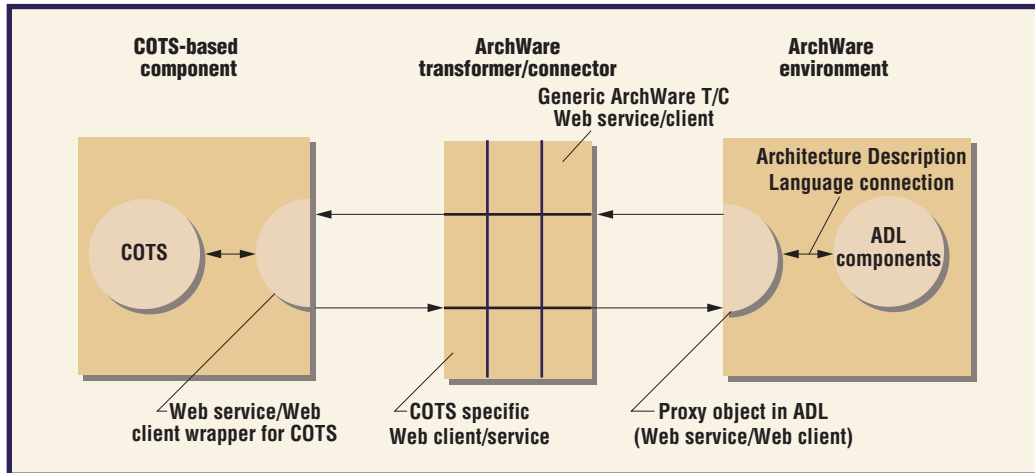 COTS-based
component
ArchWare
transformer/connector
ArchWare
environment
Generic ArchWare T/C
Web service/client
Architecture Description
Language connection
COTS
ADL
components
Web service/Web
client wrapper for COTS
COTS specific
Web client/service
Proxy object in ADL
(Web service/Web client)